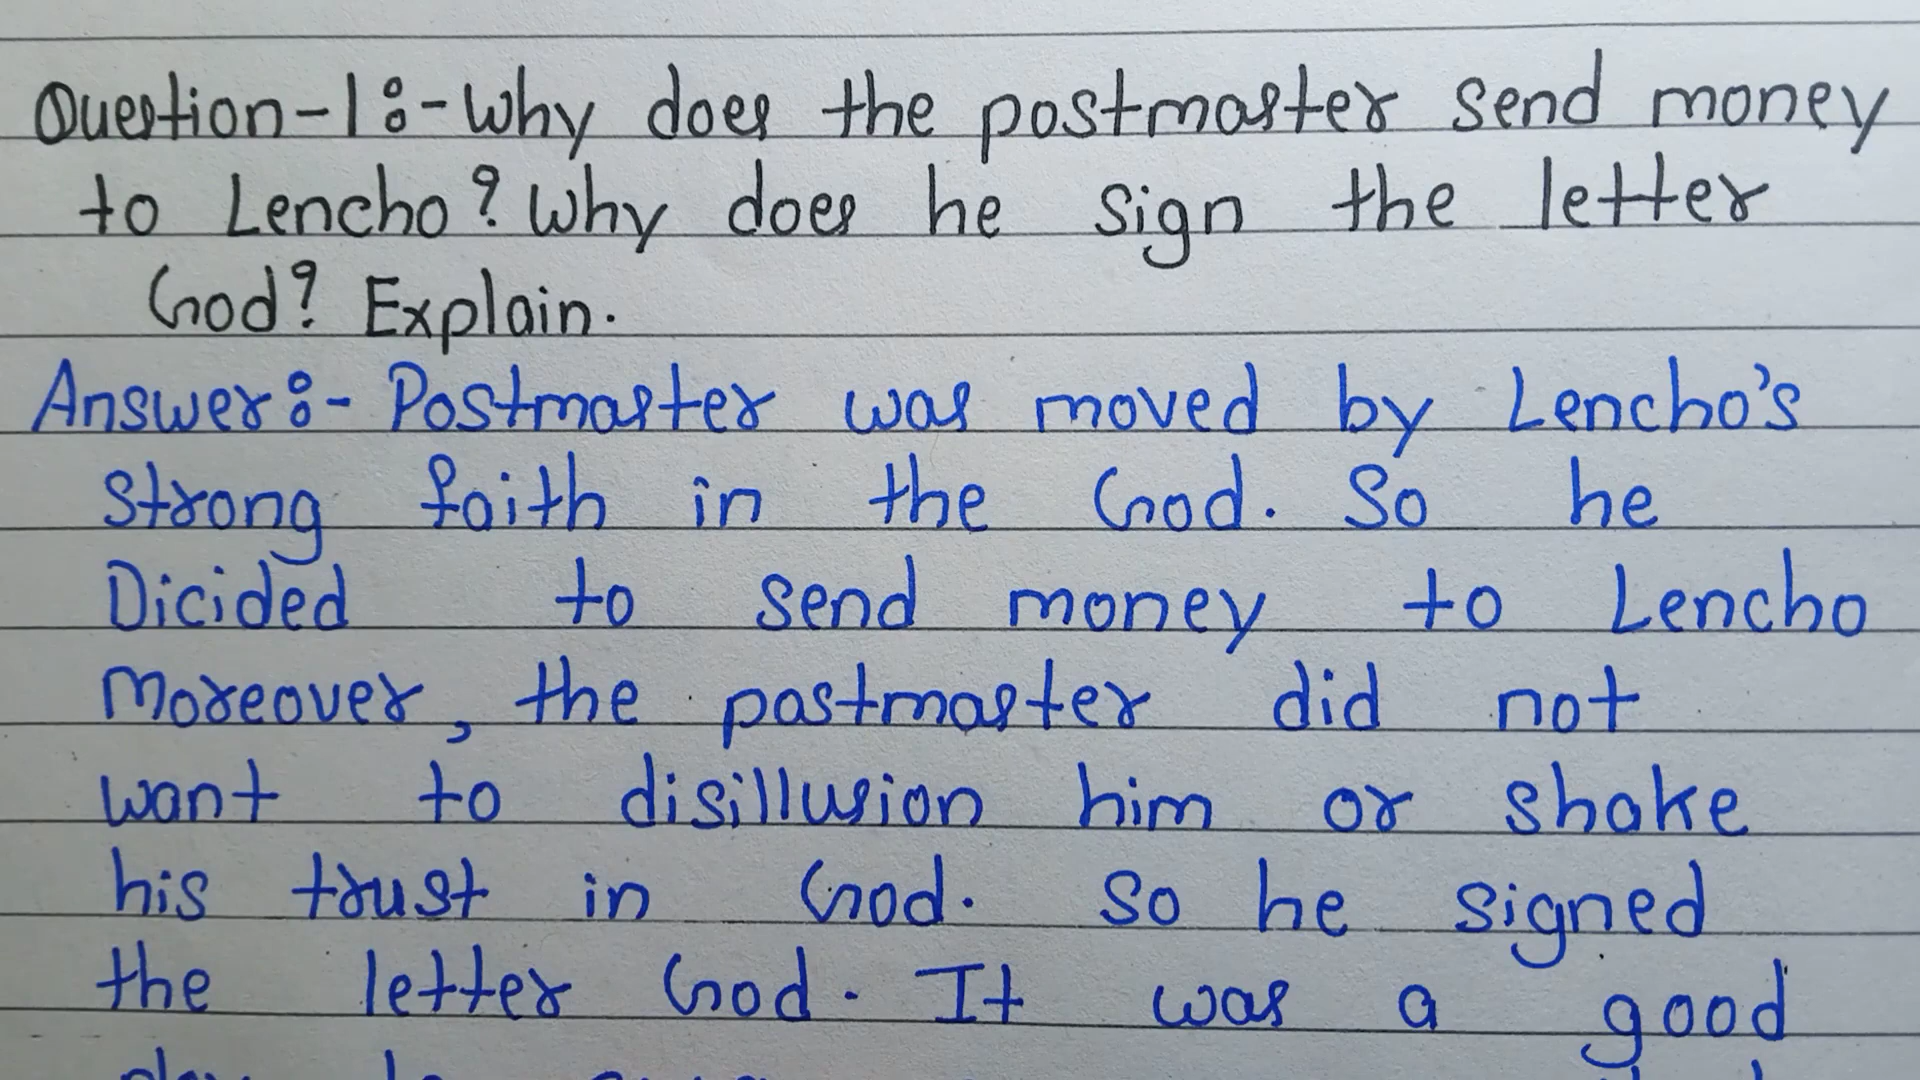 Question-1:-Why does the postmaster send money
to Lencho? Why does he sign the letter
God? Explain.
Answer:- Postmaster was moved by Lencho's
Strong faith in the God. So he
Dicided to send money to Lencho
Moreover, the postmaster did not
want to disillusion him or shake
his trust in God. So he signed
the letter God. It was a good